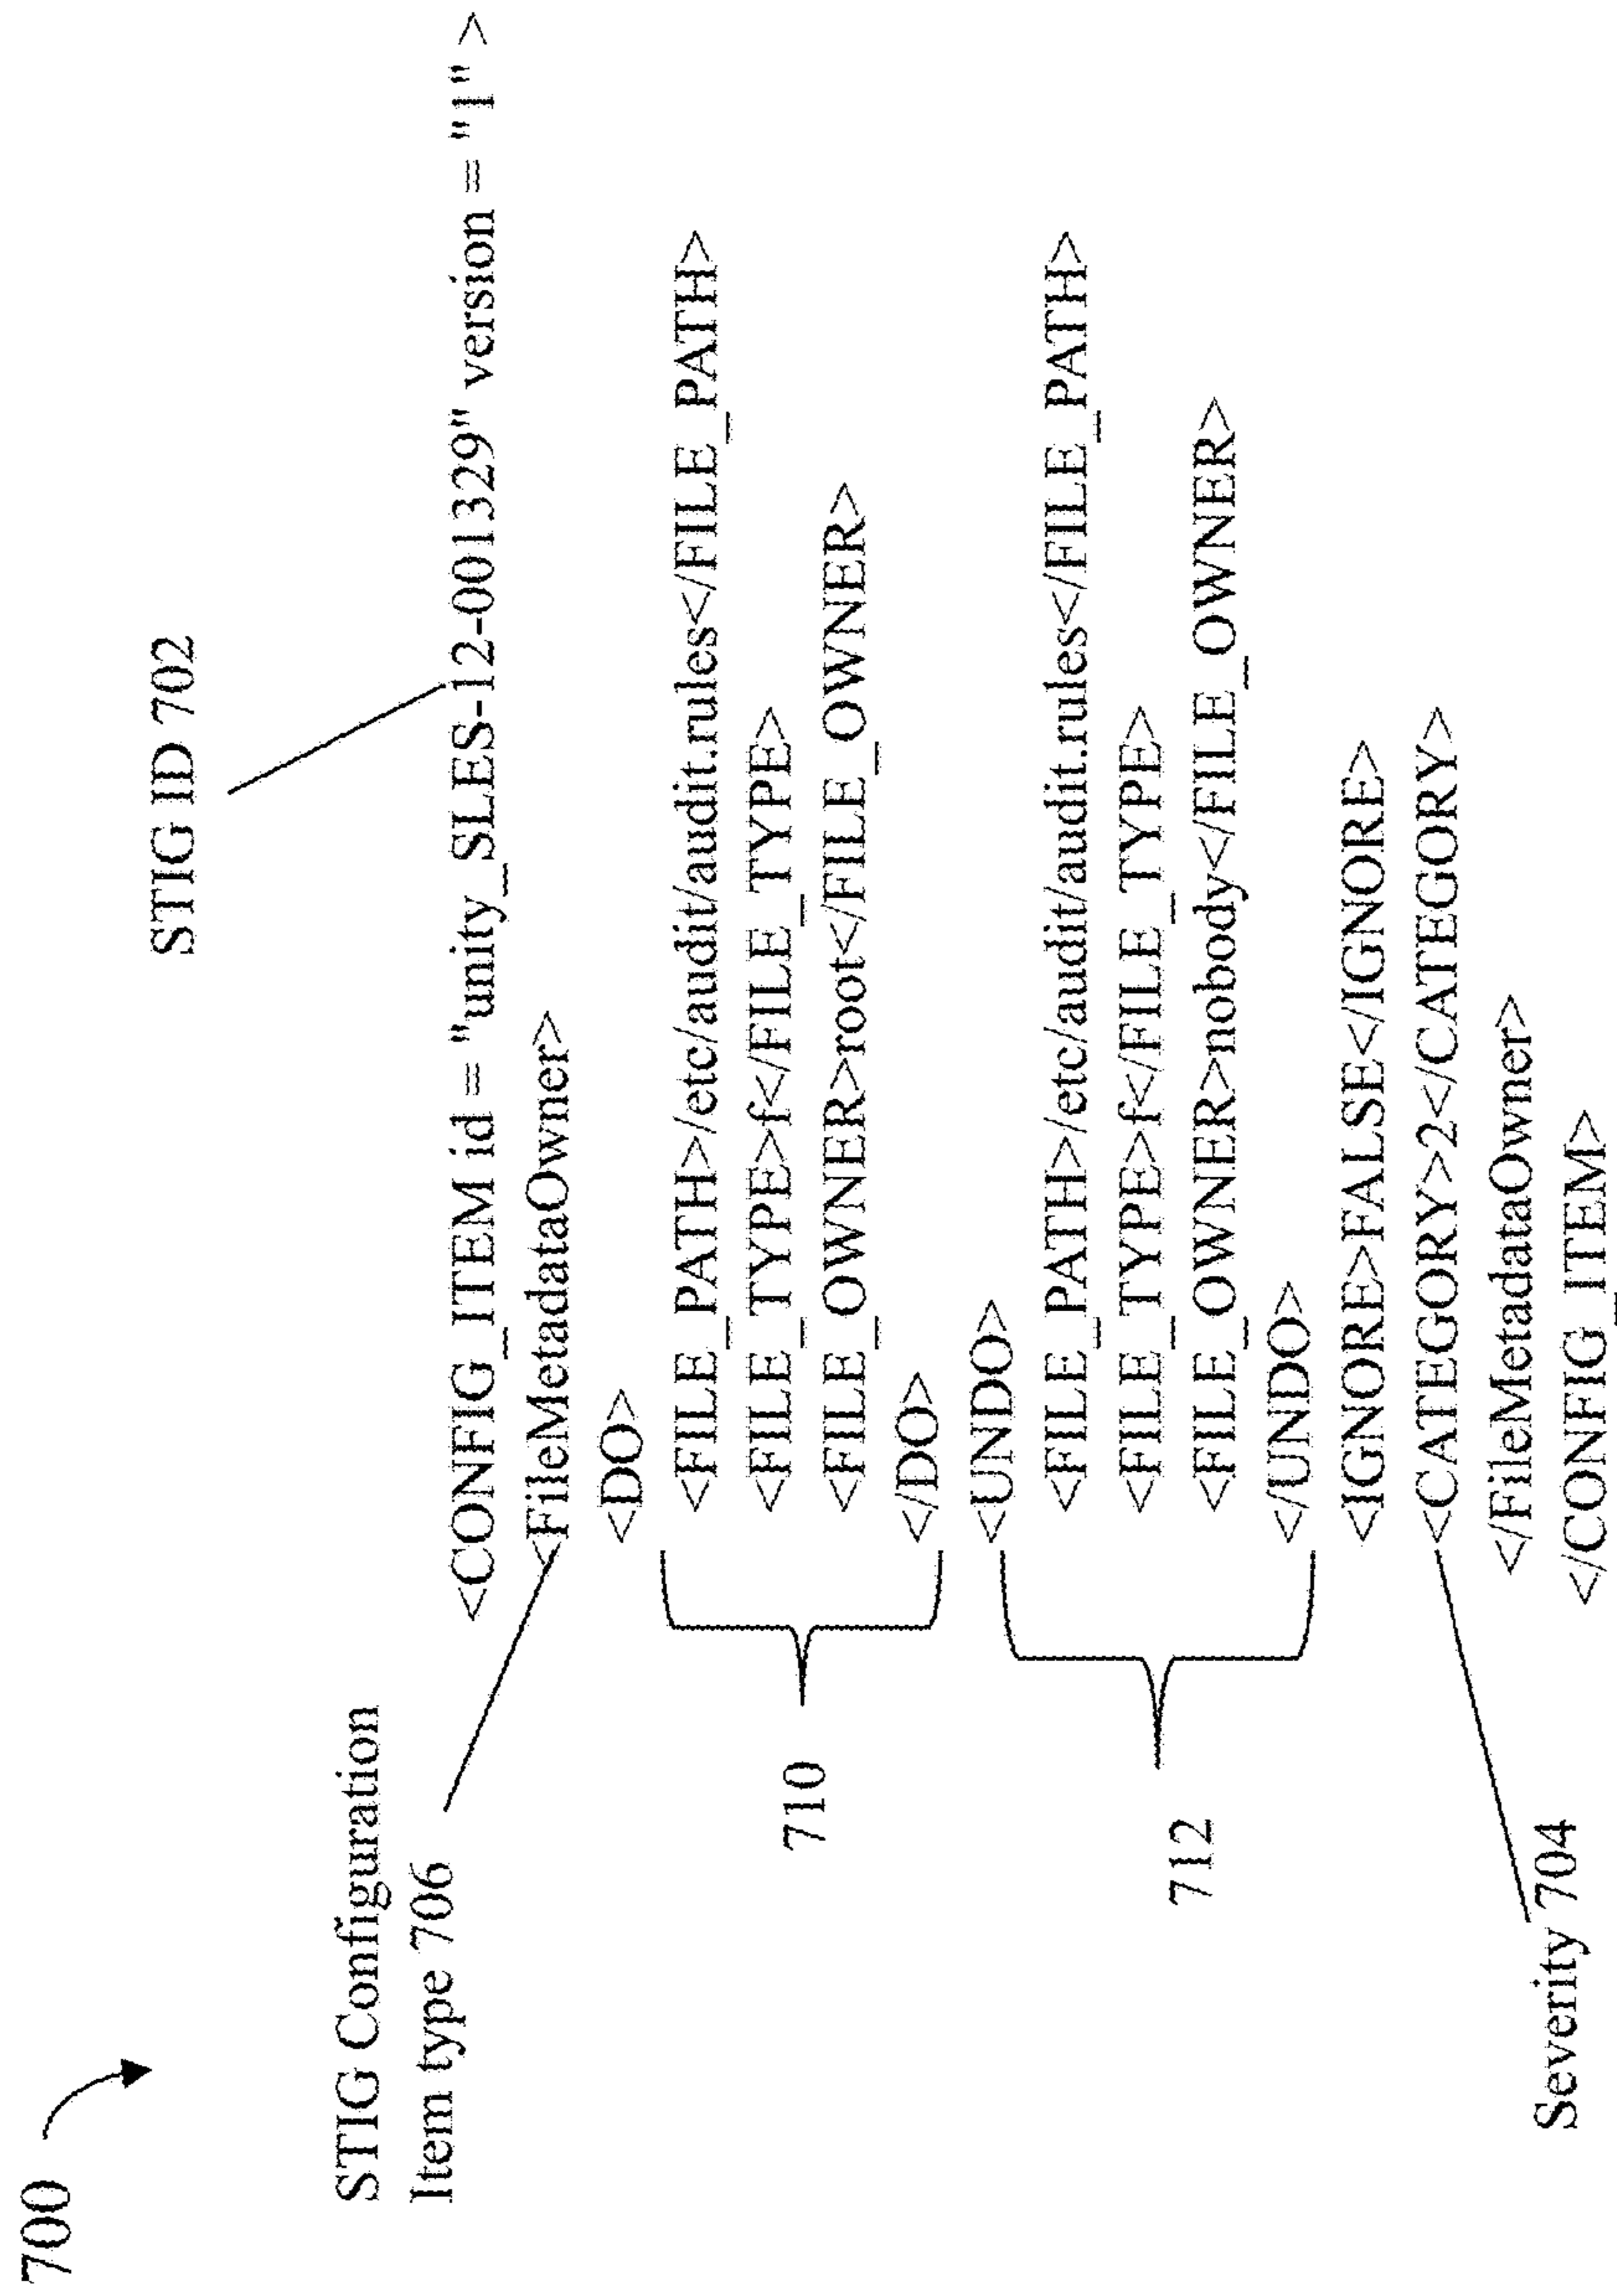 700
STIG ID 702
STIG Configuration
Item type 706
<CONFIG_ITEM id = "unity_SLES-12-001329" version = "1" >
<FileMetadataOwner>
<DO>
<FILE_PATH>/etc/audit/audit.rules</FILE_PATH>
<FILE_TYPE>f</FILE_TYPE>
<FILE_OWNER>root</FILE_OWNER>
</DO>
710
<UNDO>
<FILE_PATH>/etc/audit/audit.rules</FILE_PATH>
<FILE_TYPE>f</FILE_TYPE>
<FILE_OWNER>nobody</FILE_OWNER>
</UNDO>
712
<IGNORE>FALSE</IGNORE>
<CATEGORY>2</CATEGORY>
</FileMetadataOwner>
</CONFIG_ITEM>
Severity 704